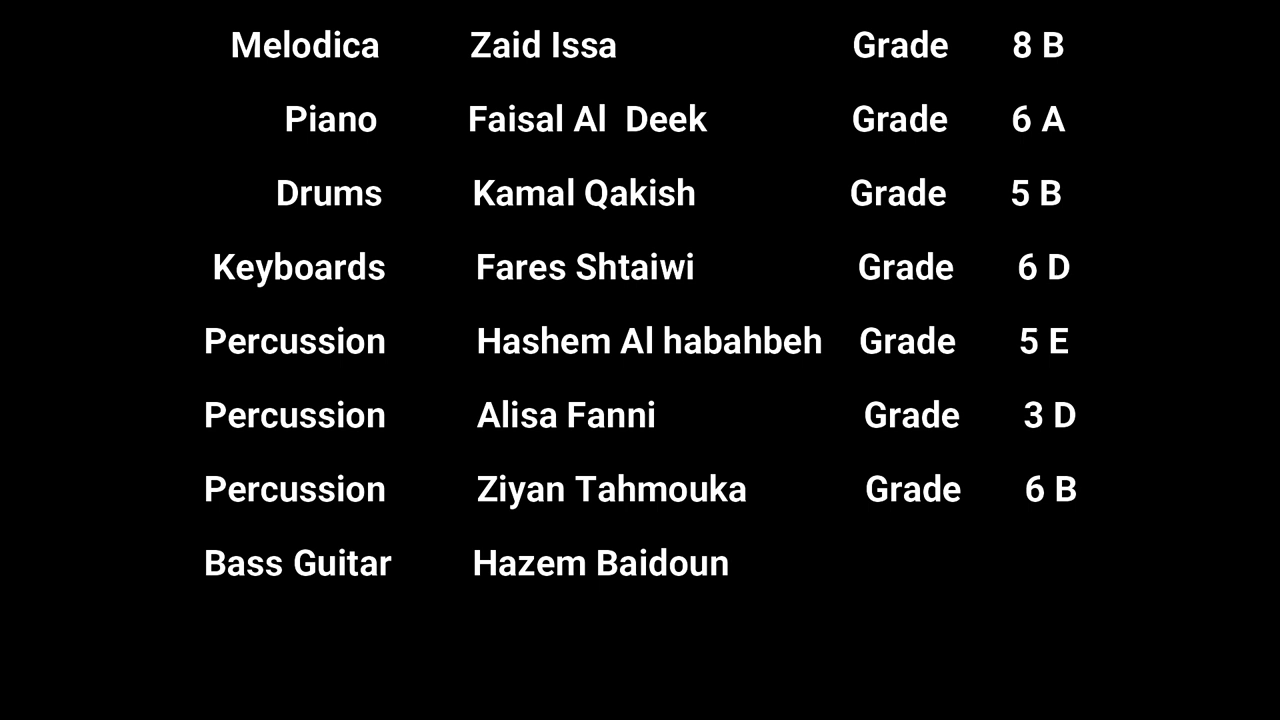 Melodica Zaid Issa Grade 8 B
Piano Faisal Al Deek Grade 6 A
Drums Kamal Qakish Grade 5 B
Keyboards Fares Shtaiwi Grade 6 D
Percussion Hashem Al habahbeh Grade 5 E
Percussion Alisa Fanni Grade 3 D
Percussion Ziyan Tahmouka Grade 6 B
Bass Guitar Hazem Baidoun